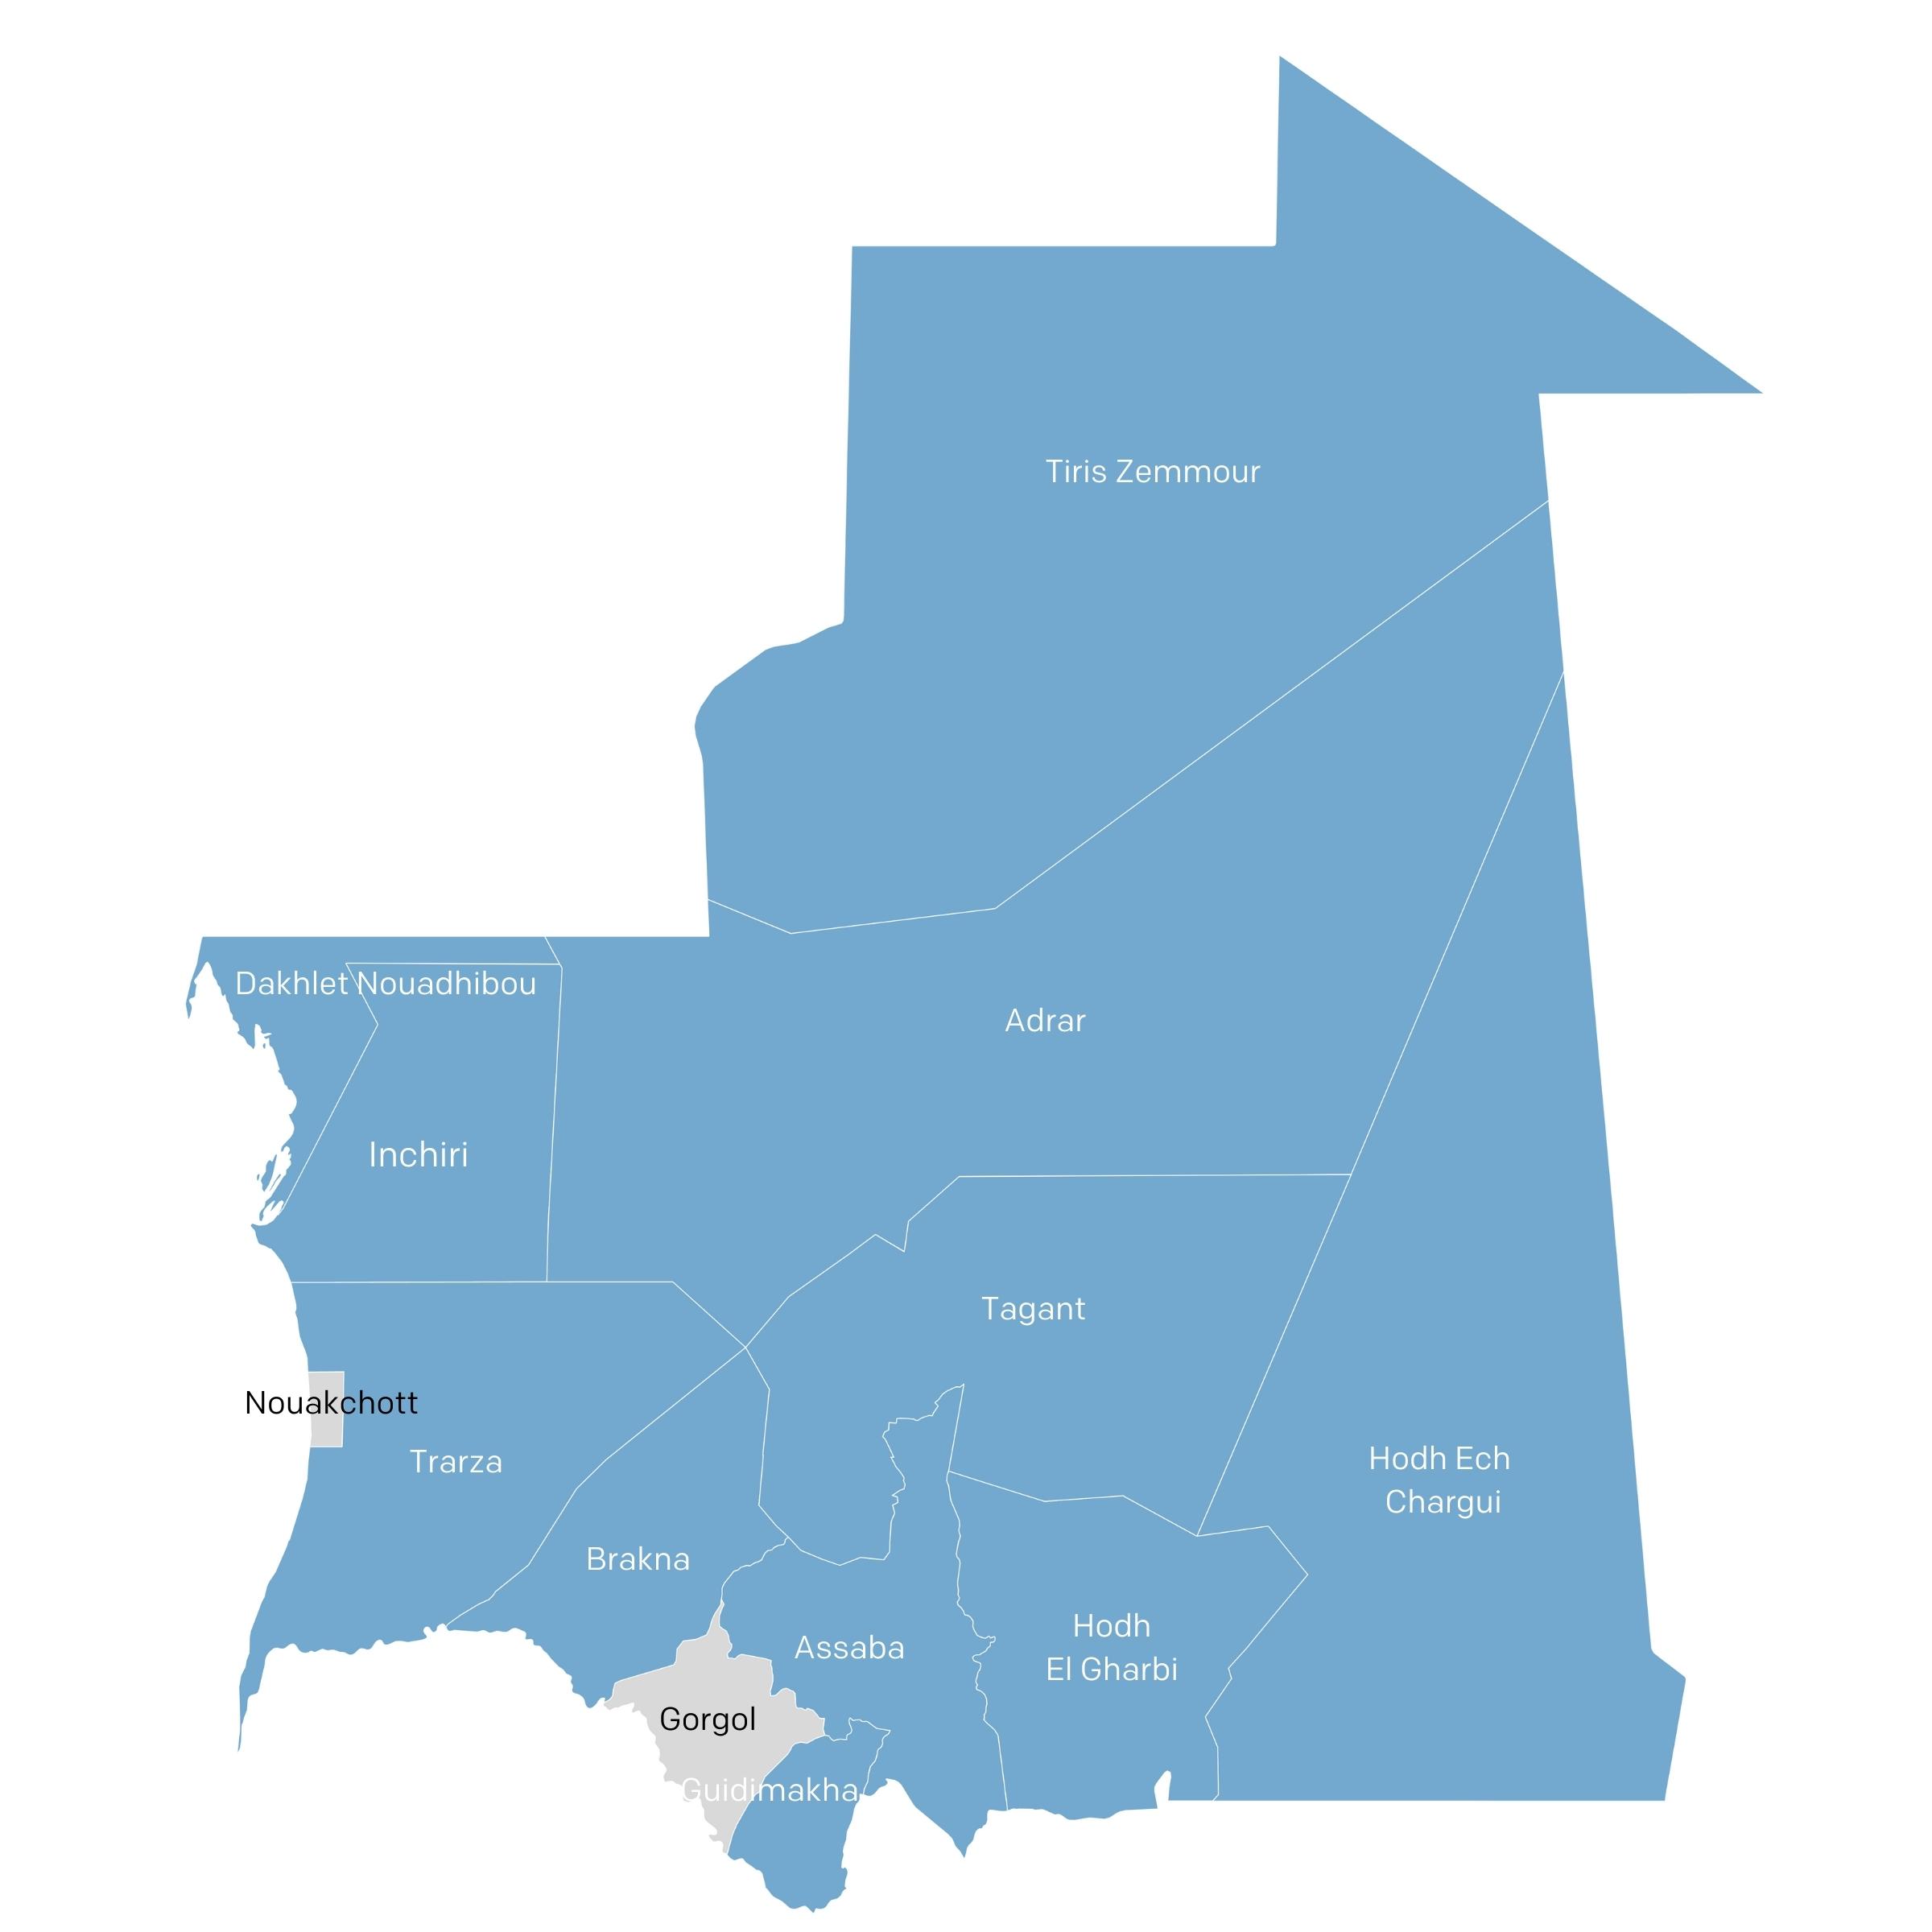 Tiris Zemmour
Dakhlet Nouadhibou
Adrar
Inchiri
Tagant
Nouakchott
Trarza
Hodh Ech
Chargui
Brakna
Hodh
El Gharbi
Assaba
Gorgol
Guidimakha